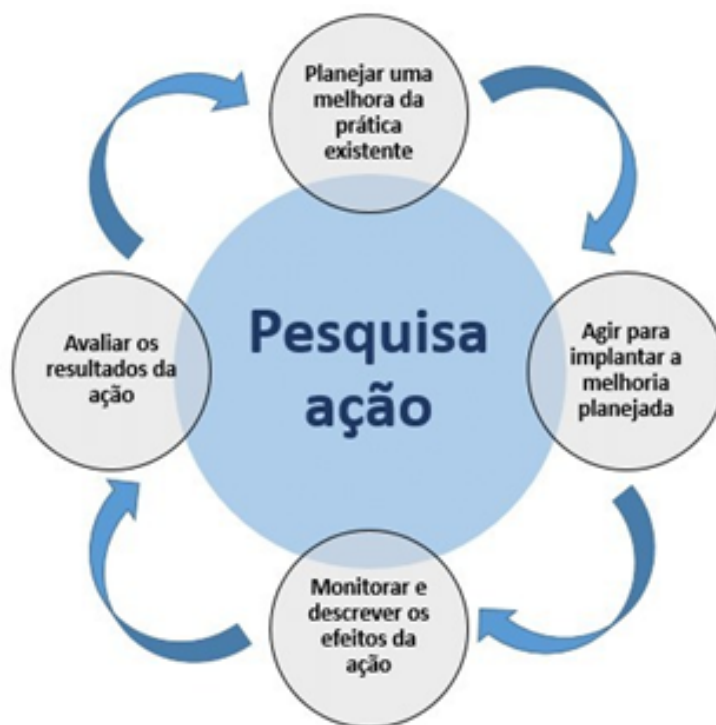 Planejar uma
melhora da
prática
existente
Pesquisa
ação
Agir para
implantar a
melhoria
planejada
Monitorar e
descrever os
efeitos da
ação
Avaliar os
resultados da
ação